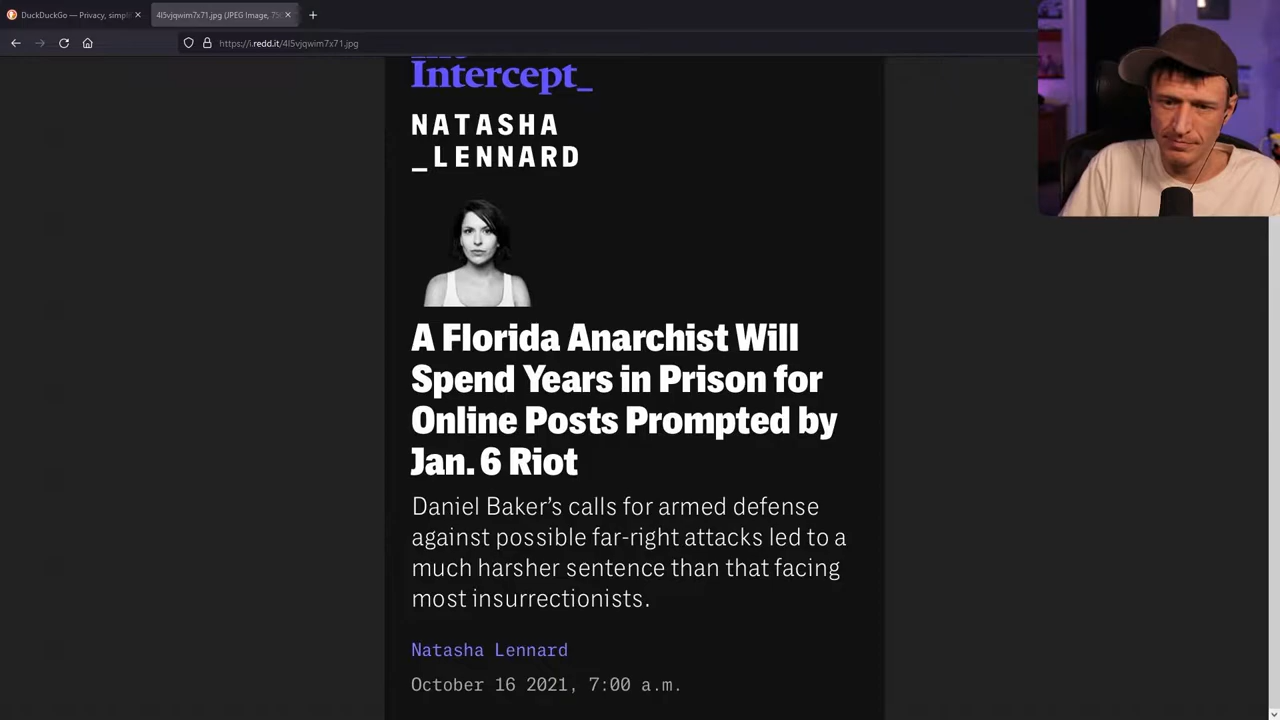 DuckDuckGo — Privacy, simpl
4l5vjqwim7x71.jpg (JPEG Image, 75
https://i.redd.it/4l5vjqwim7x71.jpg
Intercept_
NATASHA
_LENNARD
A Florida Anarchist Will
Spend Years in Prison for
Online Posts Prompted by
Jan. 6 Riot
Daniel Baker’s calls for armed defense
against possible far-right attacks led to a
much harsher sentence than that facing
most insurrectionists.
Natasha Lennard
October 16 2021, 7:00 a.m.